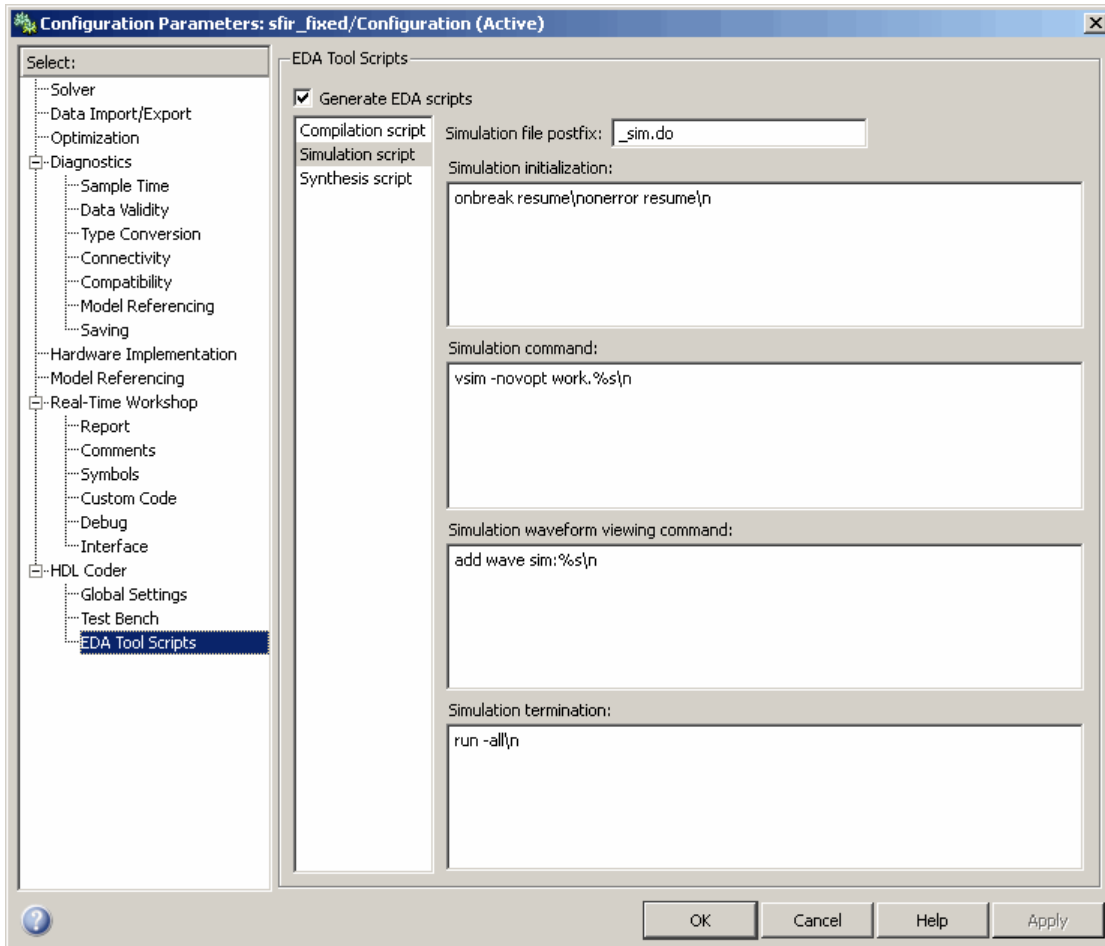 Configuration Parameters: sfir_fixed/Configuration (Active)
Select:
Solver
Data Import/Export
Optimization
Diagnostics
Sample Time
Data Validity
Type Conversion
Connectivity
Compatibility
Model Referencing
Saving
Hardware Implementation
Model Referencing
Real-Time Workshop
Report
Comments
Symbols
Custom Code
Debug
Interface
HDL Coder
Global Settings
Test Bench
EDA Tool Scripts
EDA Tool Scripts
Generate EDA scripts
Compilation script
Simulation script
Synthesis script
Simulation file postfix: _sim.do
Simulation initialization:
onbreak resume\nonerror resume\n
Simulation command:
vsim -novopt work.%s\n
Simulation waveform viewing command:
add wave sim:%s\n
Simulation termination:
run -all\n
OK Cancel Help Apply